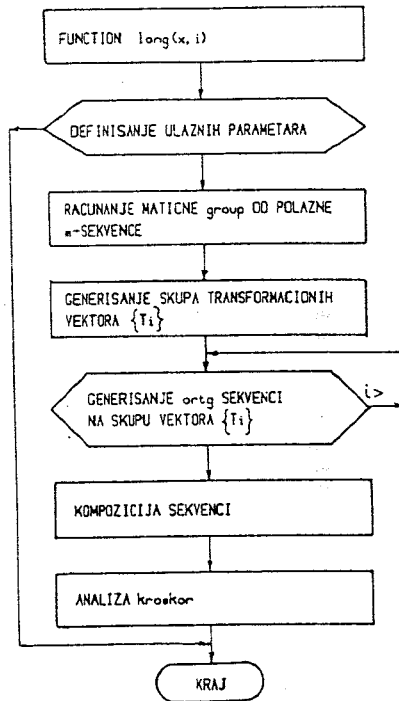 FUNCTION long(x,i)
DEFINISANJE ULAZNIH PARAMETARA
RACUNANJE MATICNE group OD POLAZNE
m-SEKVENCE
GENERISANJE SKUPA TRANSFORMACIONIH
VEKTORA {Ti}
GENERISANJE ortg SEKVENCI
NA SKUPU VEKTORA {Ti}
i>
KOMPOZICIJA SEKVENCI
ANALIZA kroskor
KRAJ